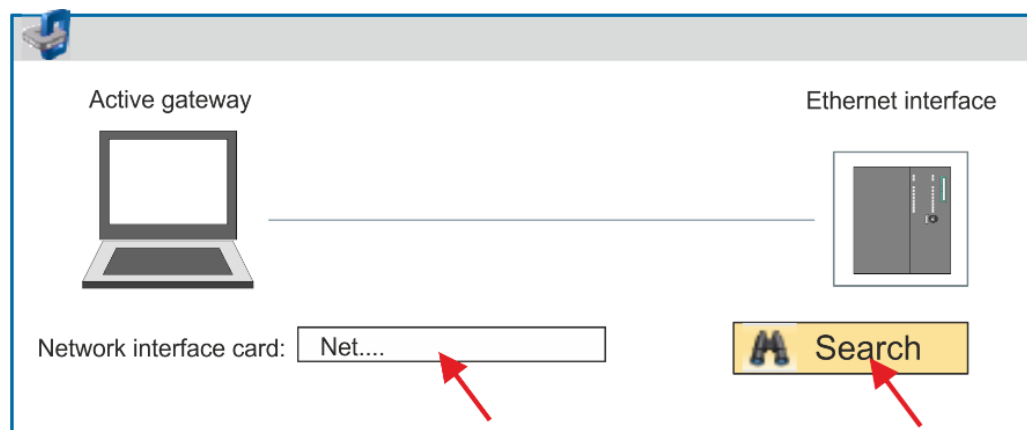 Active gateway
Ethernet interface
Network interface card: Net....
Search